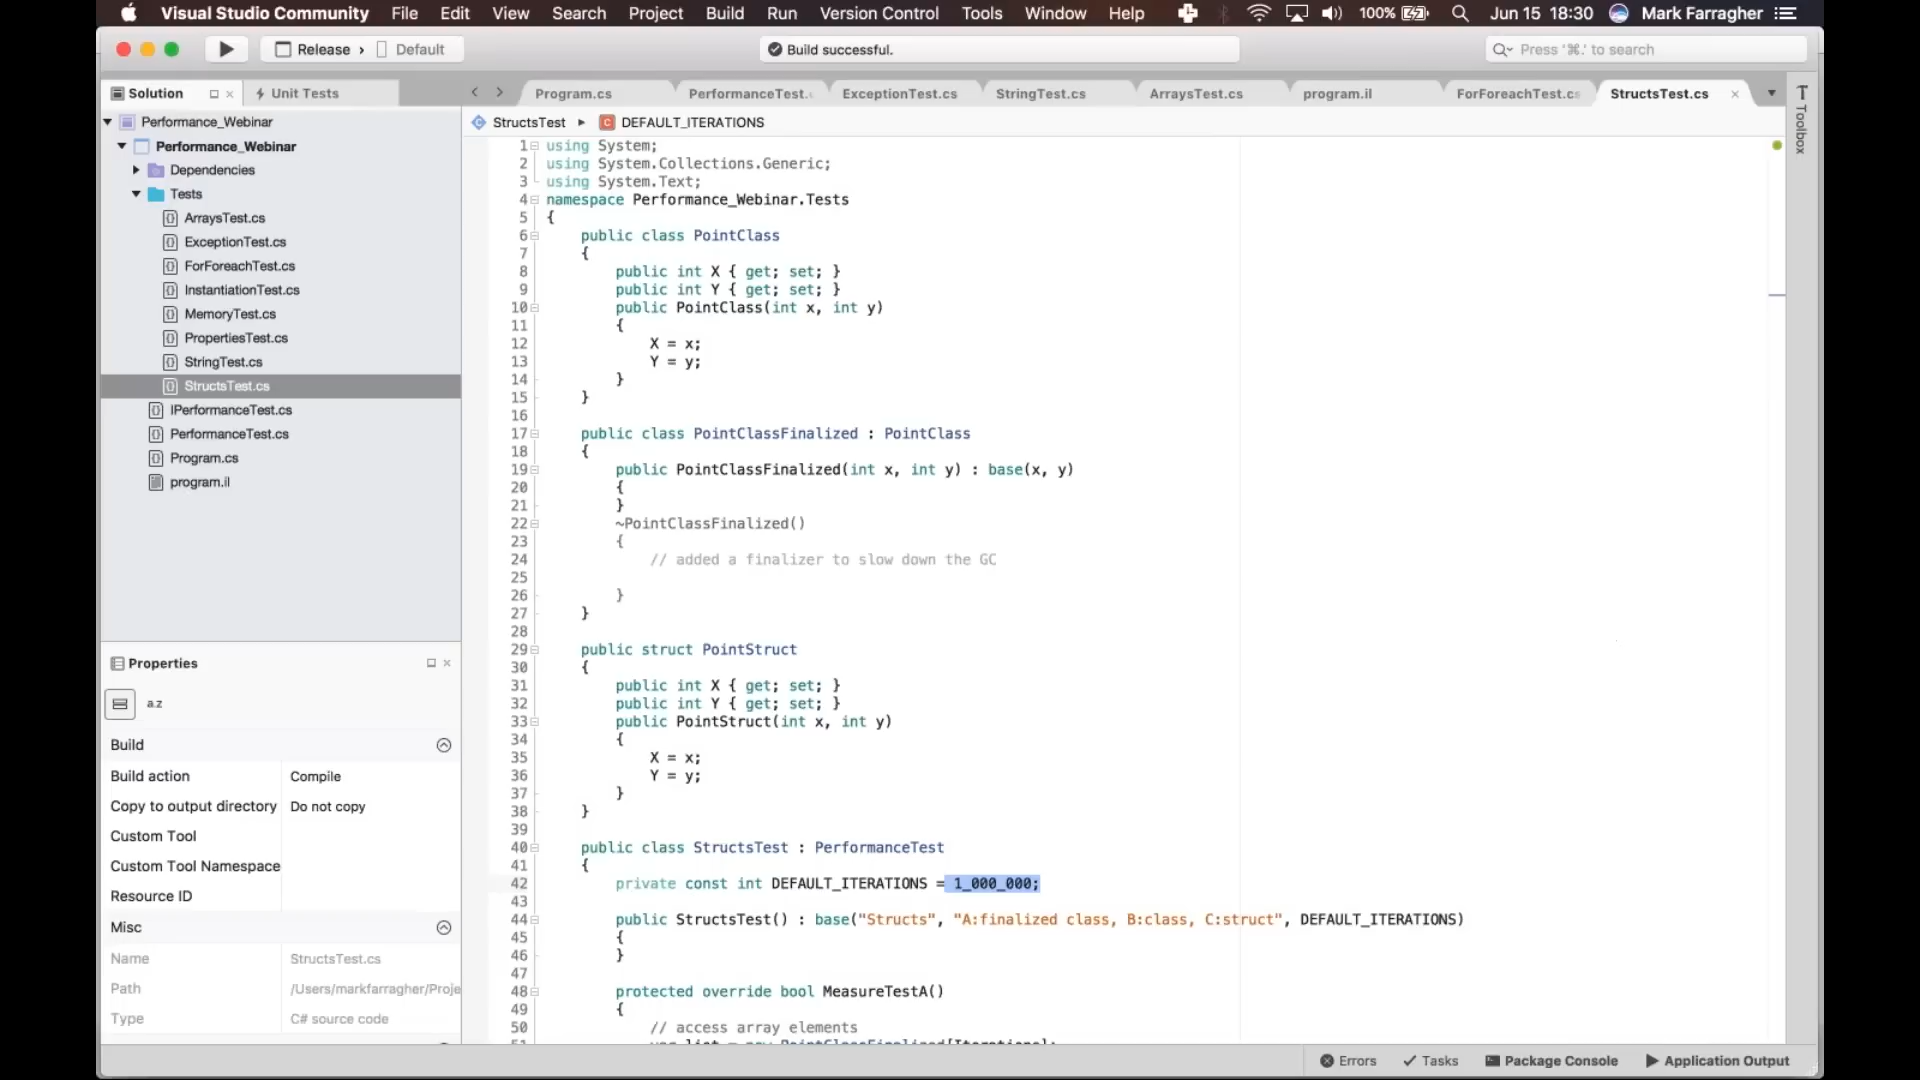 Visual Studio Community File Edit View Search Project Build Run Version Control Tools Window Help 100% Jun 15 18:30 Mark Farragher
Release › Default
Build successful.
Press '⌘.' to search
Solution
Unit Tests
Program.cs
PerformanceTest.c
ExceptionTest.cs
StringTest.cs
ArraysTest.cs
program.il
ForForeachTest.cs
StructsTest.cs
Toolbox
Performance_Webinar
Performance_Webinar
Dependencies
Tests
ArraysTest.cs
ExceptionTest.cs
ForForeachTest.cs
InstantiationTest.cs
MemoryTest.cs
PropertiesTest.cs
StringTest.cs
StructsTest.cs
IPerformanceTest.cs
PerformanceTest.cs
Program.cs
program.il
Properties
a.z
Build
Build action Compile
Copy to output directory Do not copy
Custom Tool
Custom Tool Namespace
Resource ID
Misc
Name StructsTest.cs
Path /Users/markfarragher/Proje
Type C# source code
StructsTest ▸ DEFAULT_ITERATIONS
1 using System;
2 using System.Collections.Generic;
3 using System.Text;
4 namespace Performance_Webinar.Tests
5 {
6 public class PointClass
7 {
8 public int X { get; set; }
9 public int Y { get; set; }
10 public PointClass(int x, int y)
11 {
12 X = x;
13 Y = y;
14 }
15 }
16
17 public class PointClassFinalized : PointClass
18 {
19 public PointClassFinalized(int x, int y) : base(x, y)
20 {
21 }
22 ~PointClassFinalized()
23 {
24 // added a finalizer to slow down the GC
25
26 }
27 }
28
29 public struct PointStruct
30 {
31 public int X { get; set; }
32 public int Y { get; set; }
33 public PointStruct(int x, int y)
34 {
35 X = x;
36 Y = y;
37 }
38 }
39
40 public class StructsTest : PerformanceTest
41 {
42 private const int DEFAULT_ITERATIONS = 1_000_000;
43
44 public StructsTest() : base("Structs", "A:finalized class, B:class, C:struct", DEFAULT_ITERATIONS)
45 {
46 }
47
48 protected override bool MeasureTestA()
49 {
50 // access array elements
51 var list = new PointClassFinalized[Iterations];
Errors Tasks Package Console Application Output